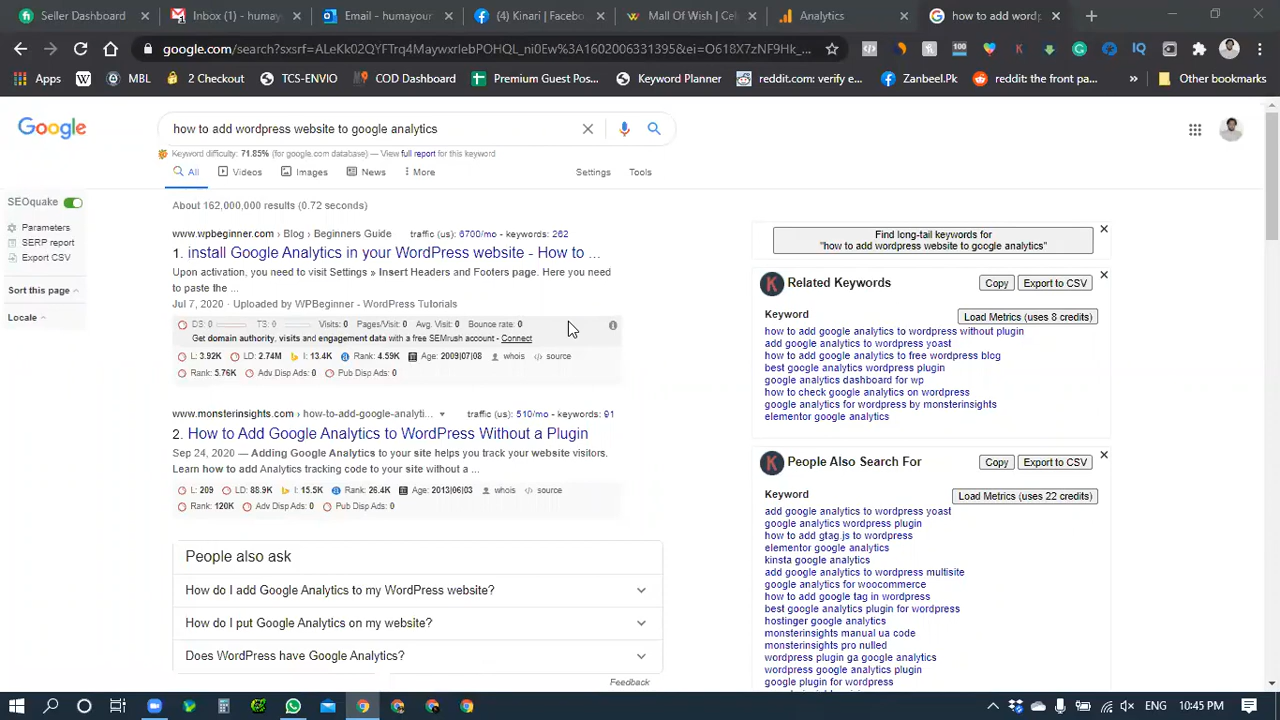 SEO Dashboard
Inbox (1) - humay
Email – humayour
(4) Kinari | Facebo
Mall Of Wish | Cel
Analytics
how to add wordp
google.com/search?sxsrf=ALeKk02QYFTrq4MaywxrIebPOHQL_ni0Ew%3A1602006331395&ei=O618X7zNF9Hk_...
Apps
MBL
2 Checkout
TCS-ENVIO
COD Dashboard
Premium Guest Pos...
Keyword Planner
reddit.com: verify e...
Zanbeel.Pk
reddit the front pa...
»
Other bookmarks
Google
how to add wordpress website to google analytics
Keyword difficulty: 71.85% (for google.com database) — View full report for this keyword
All
Videos
Images
News
More
Settings
Tools
SEOquake
Parameters
SERP report
Export CSV
Sort this page
Locale
About 162,000,000 results (0.72 seconds)
www.wpbeginner.com › Blog › Beginners Guide traffic (us): 6700/mo - keywords: 262
1. install Google Analytics in your WordPress website - How to ...
Upon activation, you need to visit Settings » Insert Headers and Footers page. Here you need
to paste the ...
Jul 7, 2020 · Uploaded by WPBeginner - WordPress Tutorials
DS: TS: Visits: 0 Pages/Visit: 0 Avg. Visit: 0 Bounce rate: 0
Get domain authority, visits and engagement data with a free SEMrush account - Connect
L: 3.92K LD: 2.74M I: 13.4K Rank: 4.59K Age: 2009|07|08 whois source
Rank: 5.76K Adv Disp Ads: 0 Pub Disp Ads: 0
www.monsterinsights.com › how-to-add-google-analyti... traffic (us): 510/mo - keywords: 91
2. How to Add Google Analytics to WordPress Without a Plugin
Sep 24, 2020 — Adding Google Analytics to your site helps you track your website visitors.
Learn how to add Analytics tracking code to your site without a ...
L: 209 LD: 88.9K I: 15.5K Rank: 26.4K Age: 2013|06|03 whois source
Rank: 120K Adv Disp Ads: 0 Pub Disp Ads: 0
People also ask
How do I add Google Analytics to my WordPress website?
How do I put Google Analytics on my website?
Does WordPress have Google Analytics?
Feedback
Find long-tail keywords for
"how to add wordpress website to google analytics"
Related Keywords
Copy
Export to CSV
Keyword
Load Metrics (uses 8 credits)
how to add google analytics to wordpress without plugin
add google analytics to wordpress yoast
how to add google analytics to free wordpress blog
best google analytics wordpress plugin
google analytics dashboard for wp
how to check google analytics on wordpress
google analytics for wordpress by monsterinsights
elementor google analytics
People Also Search For
Copy
Export to CSV
Keyword
Load Metrics (uses 22 credits)
add google analytics to wordpress yoast
google analytics wordpress plugin
how to add gtag.js to wordpress
elementor google analytics
kinsta google analytics
add google analytics to wordpress multisite
google analytics for woocommerce
how to add google tag in wordpress
best google analytics plugin for wordpress
hostinger google analytics
monsterinsights manual ua code
monsterinsights pro nulled
wordpress plugin ga google analytics
wordpress google analytics plugin
google plugin for wordpress
ENG
10:45 PM